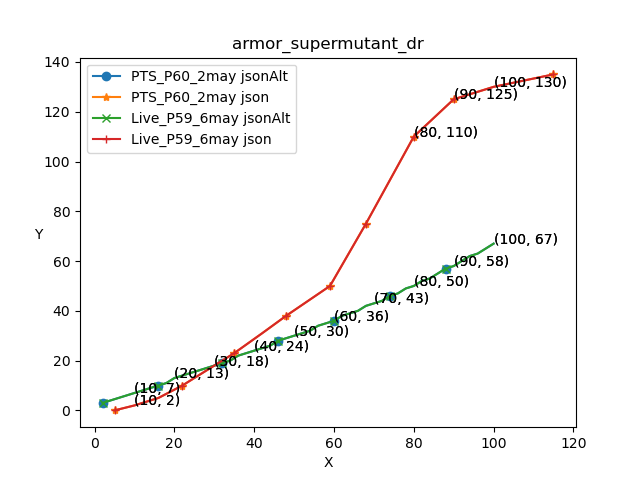 armor_supermutant_dr
PTS_P60_2may jsonAlt
PTS_P60_2may json
Live_P59_6may jsonAlt
Live_P59_6may json
140
120
100
80
60
40
20
0
Y
(100, 130)
(90, 125)
(80, 110)
(100, 67)
(90, 58)
(80, 50)
(70, 43)
(60, 36)
(50, 30)
(40, 24)
(30, 18)
(20, 13)
(10, 7)
(10, 2)
0 20 40 60 80 100 120
X